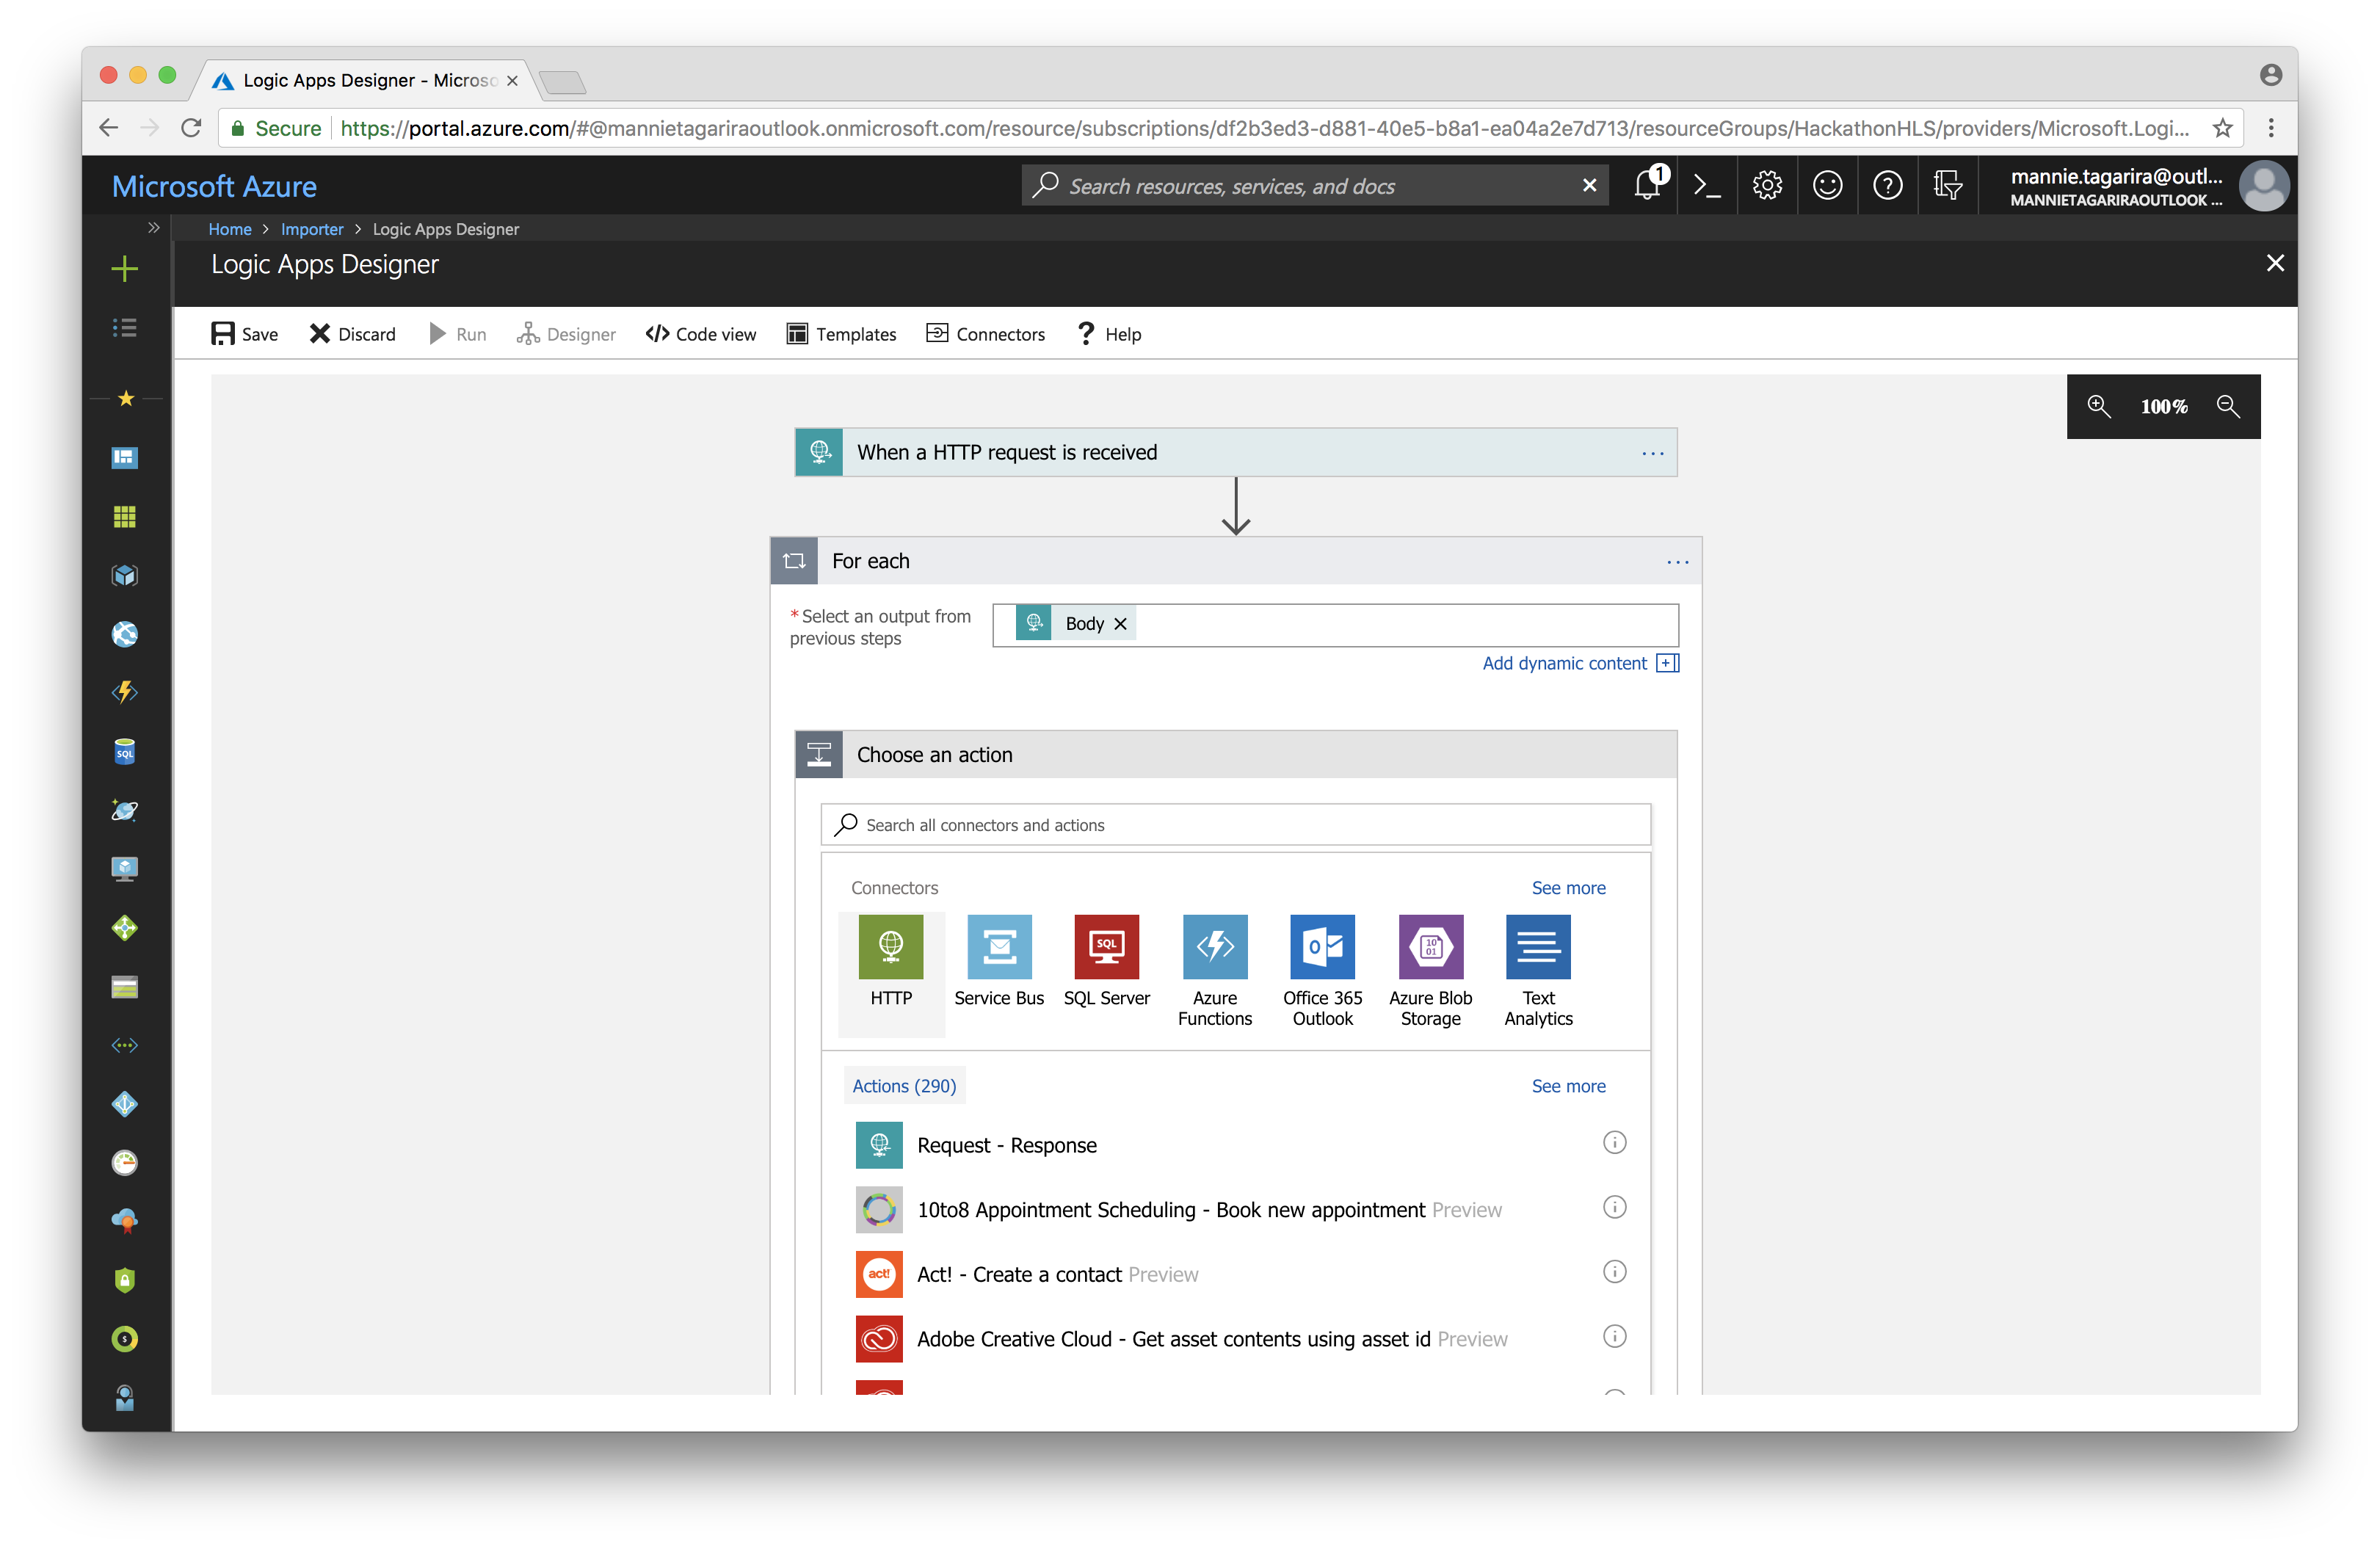 Logic Apps Designer - Microso
Secure https://portal.azure.com/#@mannietagariraoutlook.onmicrosoft.com/resource/subscriptions/df2b3ed3-d881-40e5-b8a1-ea04a2e7d713/resourceGroups/HackathonHLS/providers/Microsoft.Logi...
Microsoft Azure
Search resources, services, and docs
1
mannie.tagarira@outl...
MANNIETAGARIRAOUTLOOK ...
Home > Importer > Logic Apps Designer
Logic Apps Designer
Save Discard Run Designer Code view Templates Connectors Help
100%
When a HTTP request is received
For each
*Select an output from
previous steps
Body
Add dynamic content
Choose an action
Search all connectors and actions
Connectors See more
HTTP
Service Bus
SQL
SQL Server
Azure
Functions
Office 365
Outlook
Azure Blob
Storage
Text
Analytics
Actions (290) See more
Request - Response
10to8 Appointment Scheduling - Book new appointment Preview
act!
Act! - Create a contact Preview
Adobe Creative Cloud - Get asset contents using asset id Preview
SQL